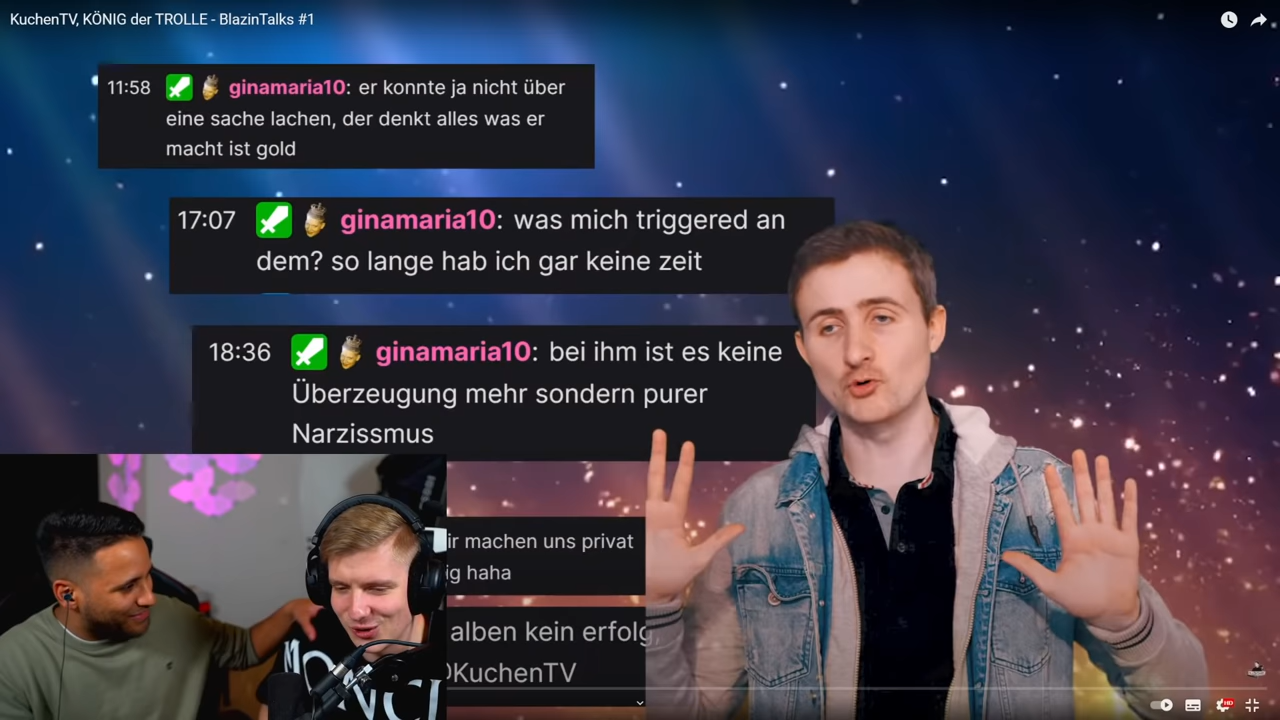 KuchenTV, KÖNIG der TROLLE - BlazinTalks #1
11:58 ginamaria10: er konnte ja nicht über
eine sache lachen, der denkt alles was er
macht ist gold
17:07 ginamaria10: was mich triggered an
dem? so lange hab ich gar keine zeit
18:36 ginamaria10: bei ihm ist es keine
Überzeugung mehr sondern purer
Narzissmus
ir machen uns privat
ig haha
alben kein erfolg,
KuchenTV
HD